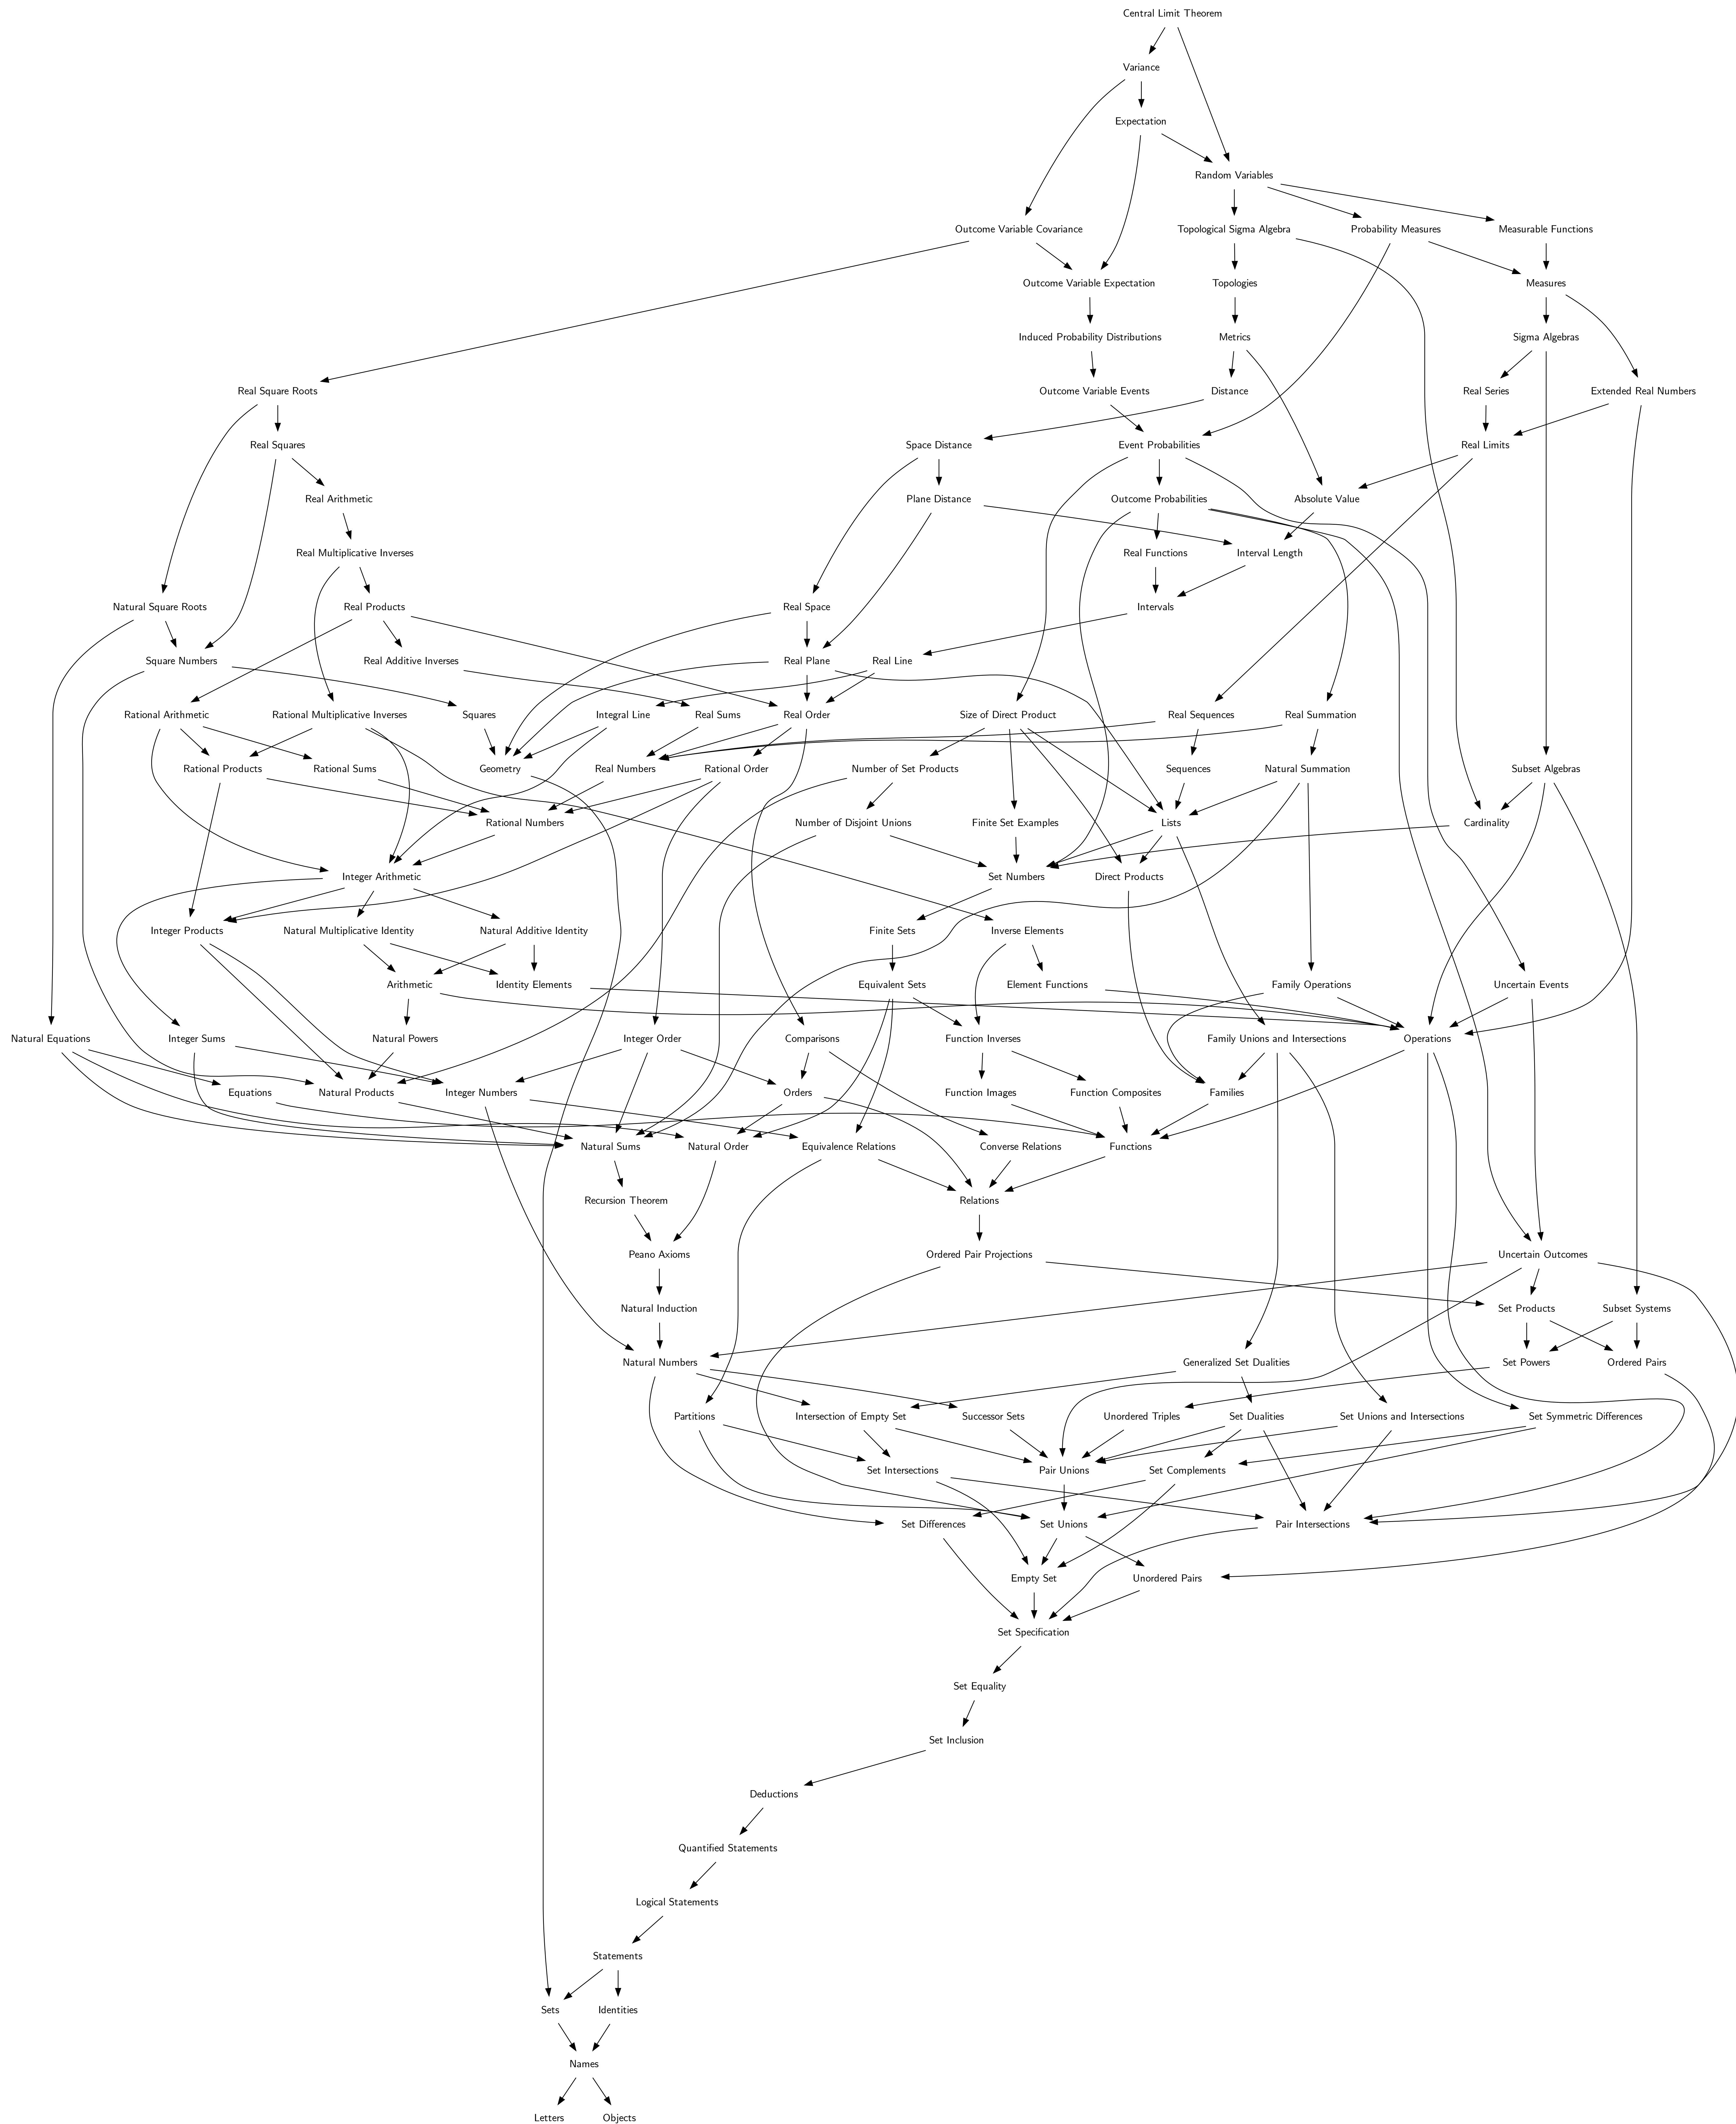 Central Limit Theorem
Variance
Expectation
Random Variables
Outcome Variable Covariance
Topological Sigma Algebra
Probability Measures
Measurable Functions
Outcome Variable Expectation
Topologies
Measures
Induced Probability Distributions
Metrics
Sigma Algebras
Real Square Roots
Outcome Variable Events
Distance
Real Series
Extended Real Numbers
Real Squares
Space Distance
Event Probabilities
Real Limits
Real Arithmetic
Plane Distance
Outcome Probabilities
Absolute Value
Real Multiplicative Inverses
Real Functions
Interval Length
Natural Square Roots
Real Products
Real Space
Intervals
Square Numbers
Real Additive Inverses
Real Plane
Real Line
Rational Arithmetic
Rational Multiplicative Inverses
Squares
Integral Line
Real Sums
Real Order
Size of Direct Product
Real Sequences
Real Summation
Rational Products
Rational Sums
Geometry
Real Numbers
Rational Order
Number of Set Products
Sequences
Natural Summation
Subset Algebras
Rational Numbers
Number of Disjoint Unions
Finite Set Examples
Lists
Cardinality
Integer Arithmetic
Set Numbers
Direct Products
Integer Products
Natural Multiplicative Identity
Natural Additive Identity
Finite Sets
Inverse Elements
Arithmetic
Identity Elements
Equivalent Sets
Element Functions
Family Operations
Uncertain Events
Natural Equations
Integer Sums
Natural Powers
Integer Order
Comparisons
Function Inverses
Family Unions and Intersections
Operations
Equations
Natural Products
Integer Numbers
Orders
Function Images
Function Composites
Families
Natural Sums
Natural Order
Equivalence Relations
Converse Relations
Functions
Recursion Theorem
Relations
Peano Axioms
Ordered Pair Projections
Uncertain Outcomes
Natural Induction
Set Products
Subset Systems
Natural Numbers
Generalized Set Dualities
Set Powers
Ordered Pairs
Partitions
Intersection of Empty Set
Successor Sets
Unordered Triples
Set Dualities
Set Unions and Intersections
Set Symmetric Differences
Set Intersections
Pair Unions
Set Complements
Set Differences
Set Unions
Pair Intersections
Empty Set
Unordered Pairs
Set Specification
Set Equality
Set Inclusion
Deductions
Quantified Statements
Logical Statements
Statements
Sets
Identities
Names
Letters
Objects